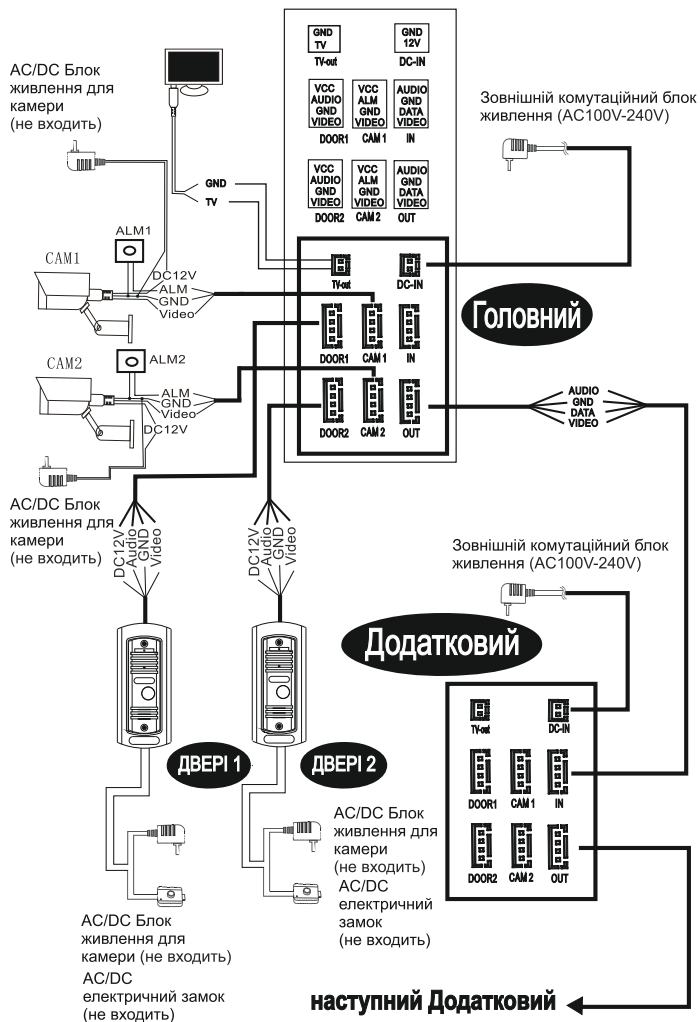 GND
TV
TV-out
GND
12V
DC-IN
VCC
AUDIO
GND
VIDEO
DOOR1
VCC
ALM
GND
VIDEO
CAM 1
AUDIO
GND
DATA
VIDEO
IN
VCC
AUDIO
GND
VIDEO
DOOR2
VCC
ALM
GND
VIDEO
CAM 2
AUDIO
GND
DATA
VIDEO
OUT
AC/DC Блок
живлення для
камери
(не входить)
Зовнішній комутаційний блок
живлення (AC100V-240V)
GND
TV
ALM1
CAM1
DC12V
ALM
GND
Video
TV-out
DC-IN
Головний
DOOR1
CAM 1
IN
ALM2
CAM2
ALM
GND
Video
DC12V
DOOR2
CAM 2
OUT
AUDIO
GND
DATA
VIDEO
AC/DC Блок
живлення для
камери
(не входить)
DC12V
Audio
GND
Video
DC12V
Audio
GND
Video
Зовнішній комутаційний блок
живлення (AC100V-240V)
Додатковий
TV-out
DC-IN
DOOR1
CAM 1
IN
DOOR2
CAM 2
OUT
ДВЕРІ 1
ДВЕРІ 2
AC/DC Блок
живлення для
камери
(не входить)
AC/DC
електричний
замок
(не входить)
AC/DC Блок
живлення для
камери (не входить)
AC/DC
електричний замок
(не входить)
наступний Додатковий